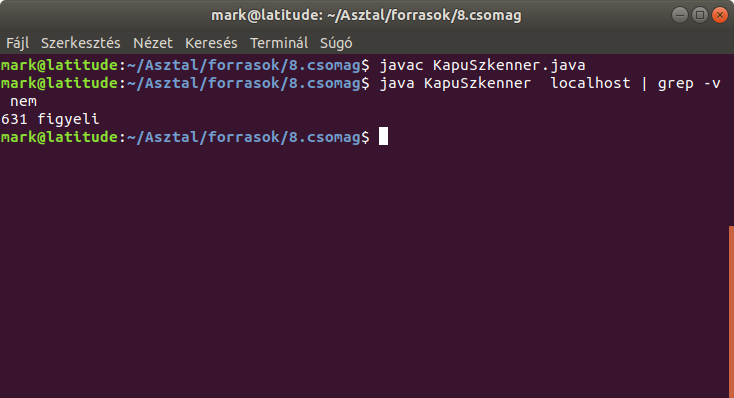 mark@latitude: ~/Asztal/forrasok/8.csomag
Fájl Szerkesztés Nézet Keresés Terminál Súgó
mark@latitude:~/Asztal/forrasok/8.csomag$ javac KapuSzkenner.java
mark@latitude:~/Asztal/forrasok/8.csomag$ java KapuSzkenner  localhost | grep -v
 nem
631 figyeli
mark@latitude:~/Asztal/forrasok/8.csomag$